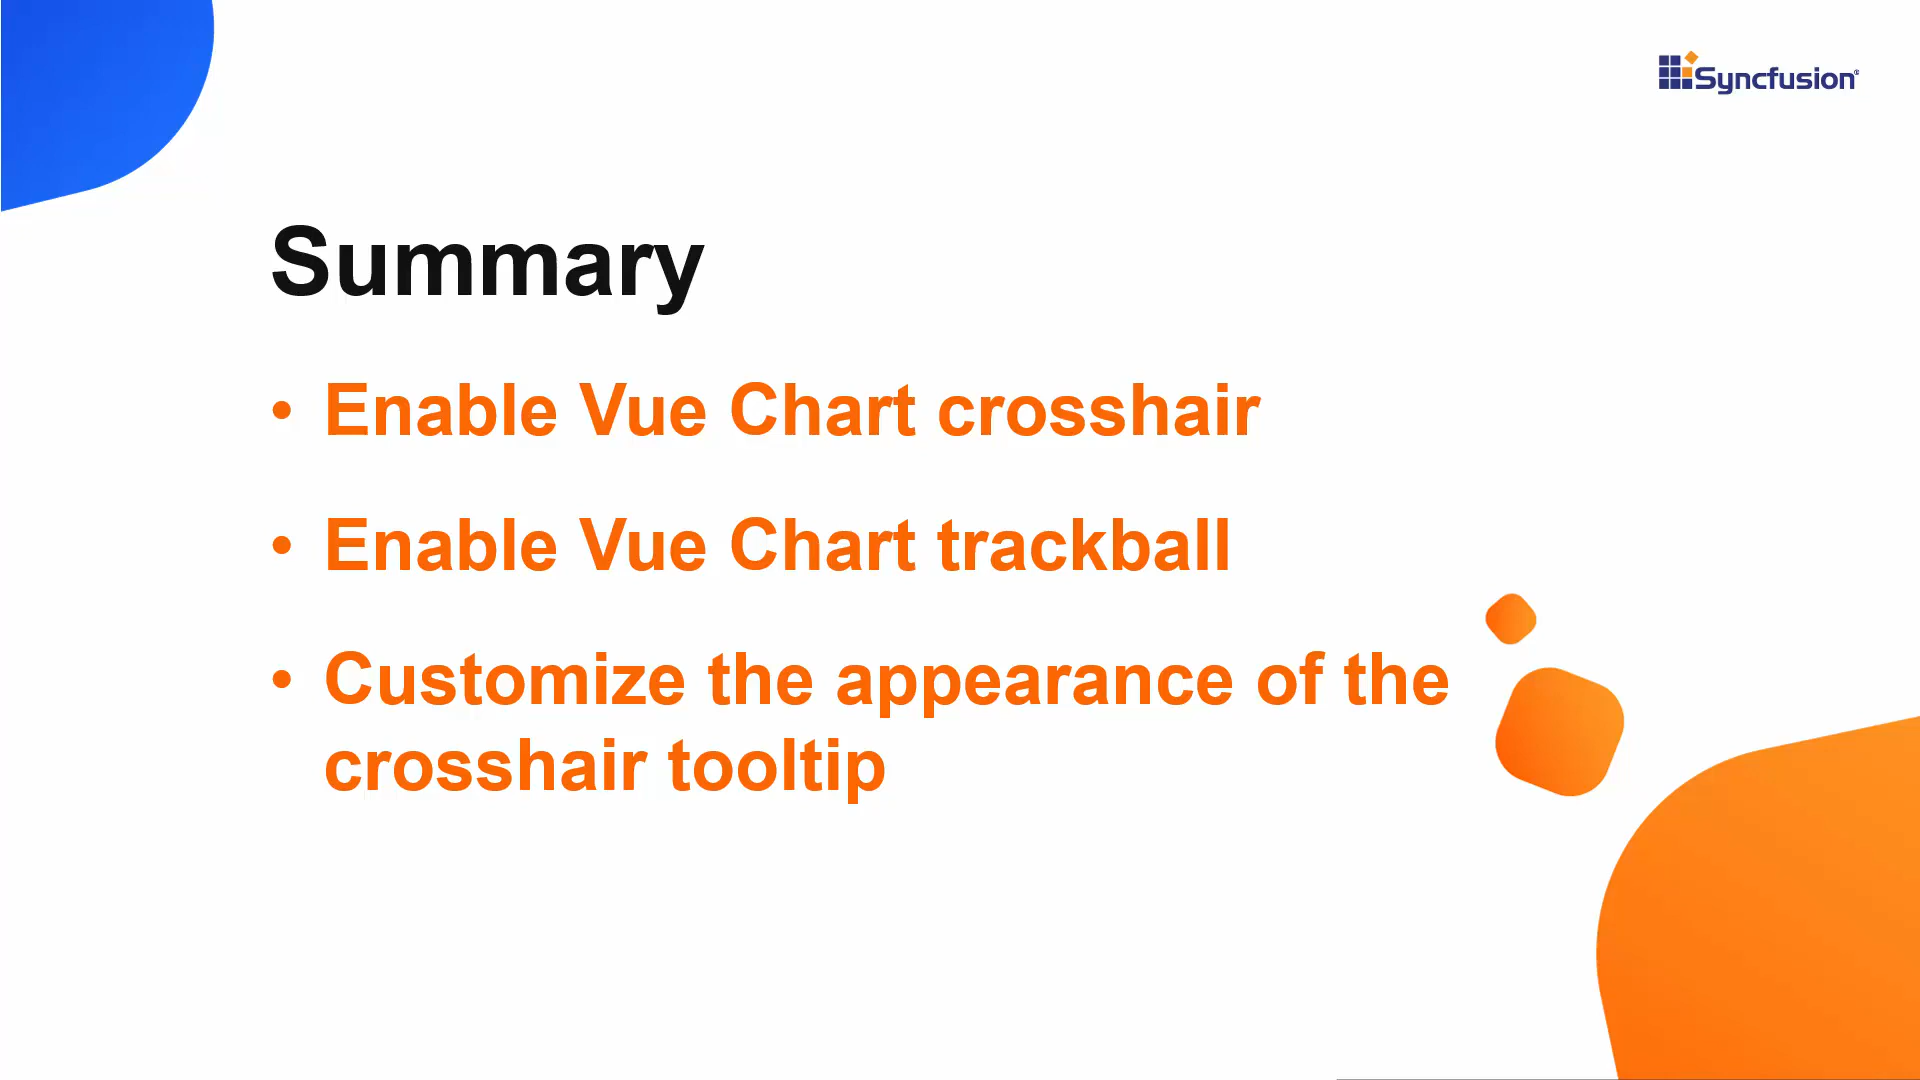 Syncfusion®
Summary
• Enable Vue Chart crosshair
• Enable Vue Chart trackball
• Customize the appearance of the
crosshair tooltip